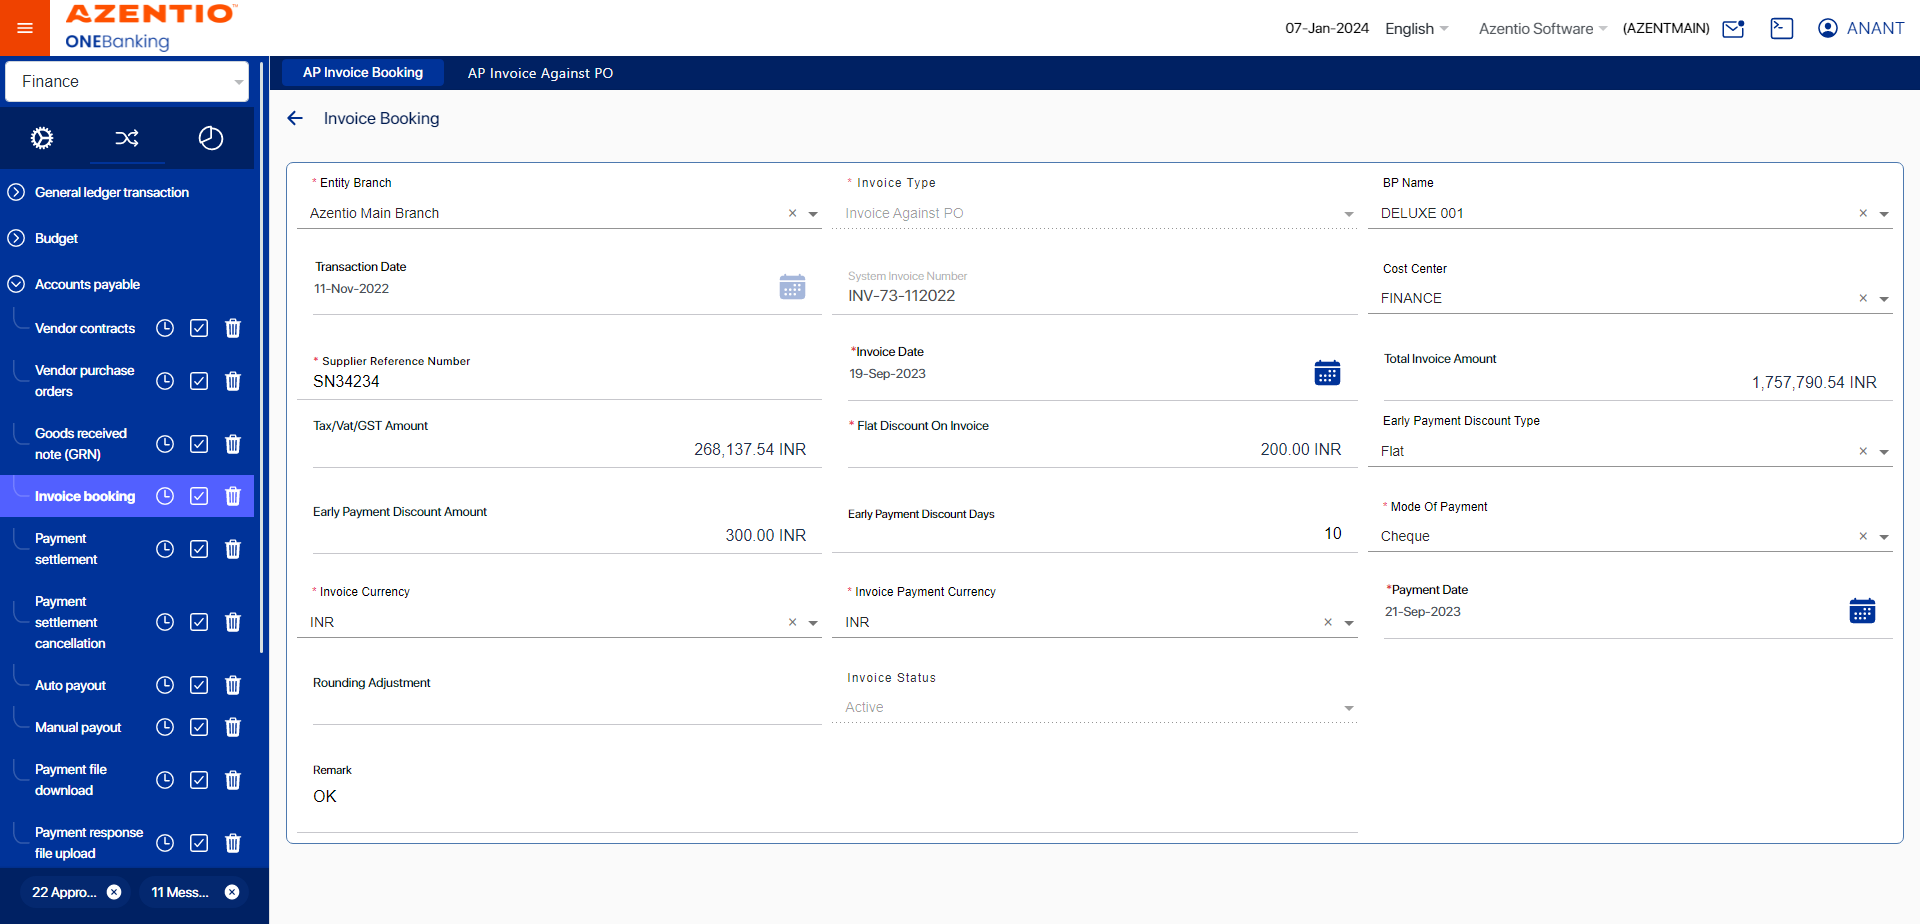 AZENTIO™
ONEBanking
07-Jan-2024 English Azentio Software (AZENTMAIN) ANANT
Finance
AP Invoice Booking AP Invoice Against PO
Invoice Booking
General ledger transaction
Budget
Accounts payable
Vendor contracts
Vendor purchase
orders
Goods received
note (GRN)
Invoice booking
Payment
settlement
Payment
settlement
cancellation
Auto payout
Manual payout
Payment file
download
Payment response
file upload
22 Appro... 11 Mess...
* Entity Branch
Azentio Main Branch
* Invoice Type
Invoice Against PO
BP Name
DELUXE 001
Transaction Date
11-Nov-2022
System Invoice Number
INV-73-112022
Cost Center
FINANCE
* Supplier Reference Number
SN34234
*Invoice Date
19-Sep-2023
Total Invoice Amount
1,757,790.54 INR
Tax/Vat/GST Amount
268,137.54 INR
* Flat Discount On Invoice
200.00 INR
Early Payment Discount Type
Flat
Early Payment Discount Amount
300.00 INR
Early Payment Discount Days
10
* Mode Of Payment
Cheque
* Invoice Currency
INR
* Invoice Payment Currency
INR
*Payment Date
21-Sep-2023
Rounding Adjustment
Invoice Status
Active
Remark
OK